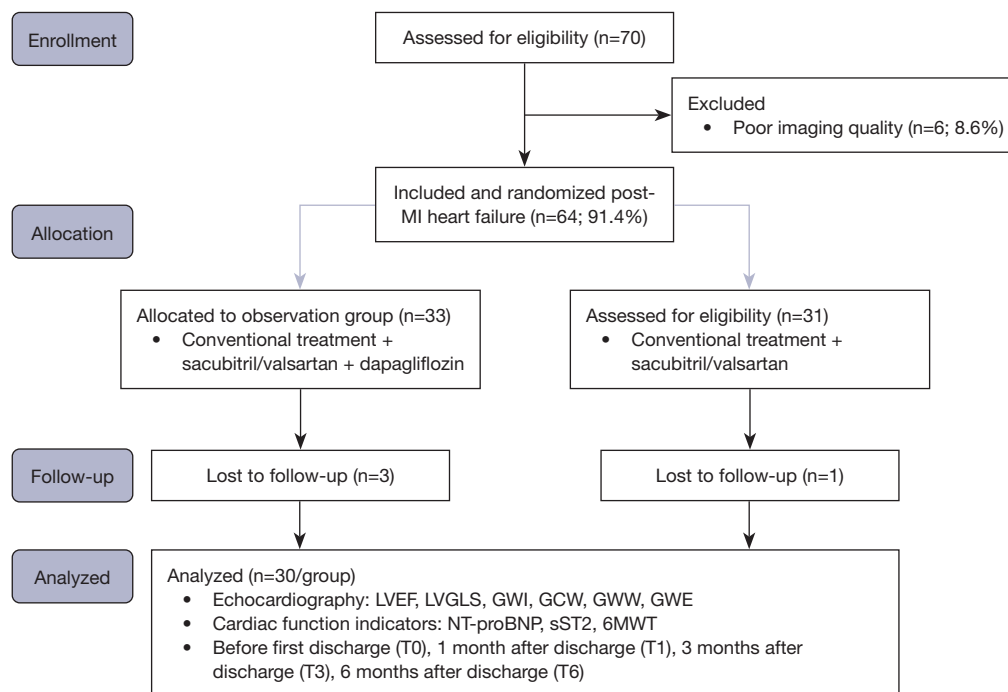 Enrollment
Assessed for eligibility (n=70)
Excluded
• Poor imaging quality (n=6; 8.6%)
Included and randomized post-
MI heart failure (n=64; 91.4%)
Allocation
Allocated to observation group (n=33)
• Conventional treatment +
sacubitril/valsartan + dapagliflozin
Assessed for eligibility (n=31)
• Conventional treatment +
sacubitril/valsartan
Follow-up
Lost to follow-up (n=3)
Lost to follow-up (n=1)
Analyzed
Analyzed (n=30/group)
• Echocardiography: LVEF, LVGLS, GWI, GCW, GWW, GWE
• Cardiac function indicators: NT-proBNP, sST2, 6MWT
• Before first discharge (T0), 1 month after discharge (T1), 3 months after
discharge (T3), 6 months after discharge (T6)